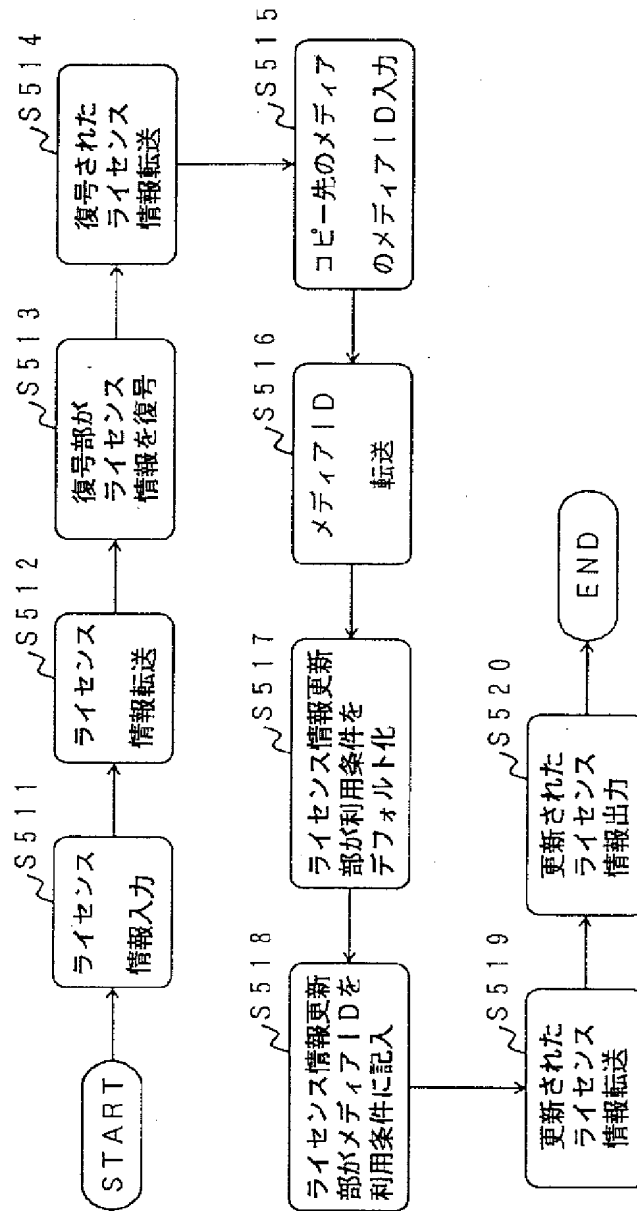 START
S511
ライセンス
情報入力
S512
ライセンス
情報転送
S513
復号部が
ライセンス
情報を復号
S514
復号された
ライセンス
情報転送
S515
コピー先のメディア
のメディアID入力
S516
メディアID
転送
S517
ライセンス情報更新
部が利用条件を
デフォルト化
S518
ライセンス情報更新
部がメディアIDを
利用条件に記入
S519
更新された
ライセンス
情報転送
S520
更新された
ライセンス
情報出力
END